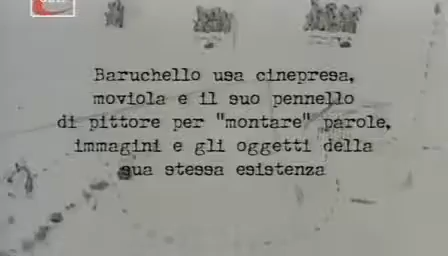 Baruchello usa cinepresa,
moviola e il suo pennello
di pittore per "montare" parole,
immagini e gli oggetti della
sua stessa esistenza